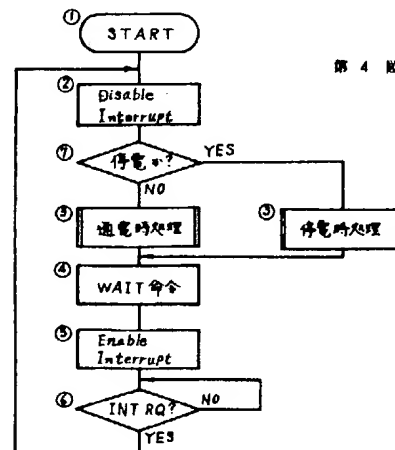 ①
START
第 4 図
②
Disable
Interrupt
⑦
停電か?
YES
NO
③
通電時処理
③
停電時処理
④
WAIT 命令
⑤
Enable
Interrupt
⑥
INT RQ?
NO
YES